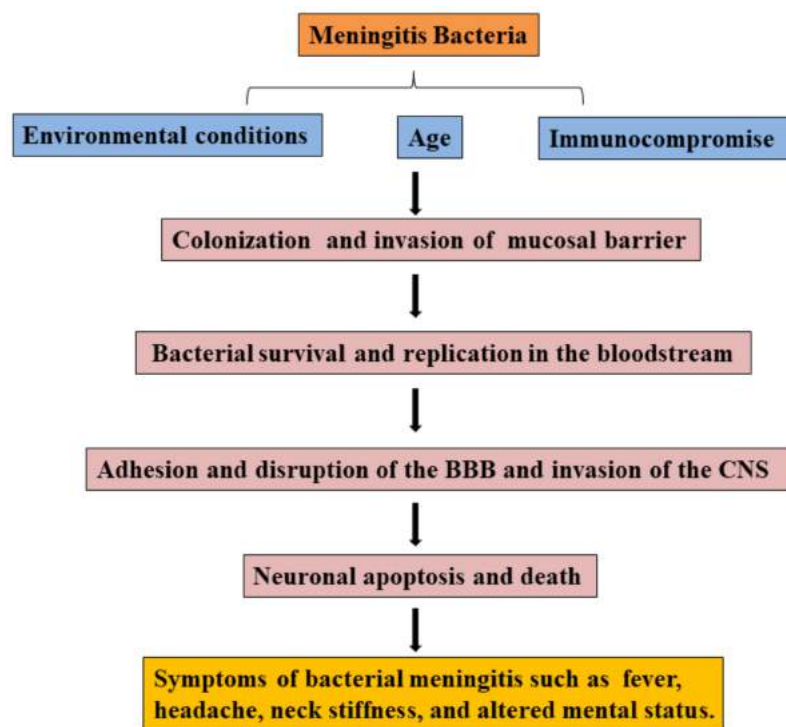 Meningitis Bacteria
Environmental conditions
Age
Immunocompromise
Colonization and invasion of mucosal barrier
Bacterial survival and replication in the bloodstream
Adhesion and disruption of the BBB and invasion of the CNS
Neuronal apoptosis and death
Symptoms of bacterial meningitis such as fever,
headache, neck stiffness, and altered mental status.